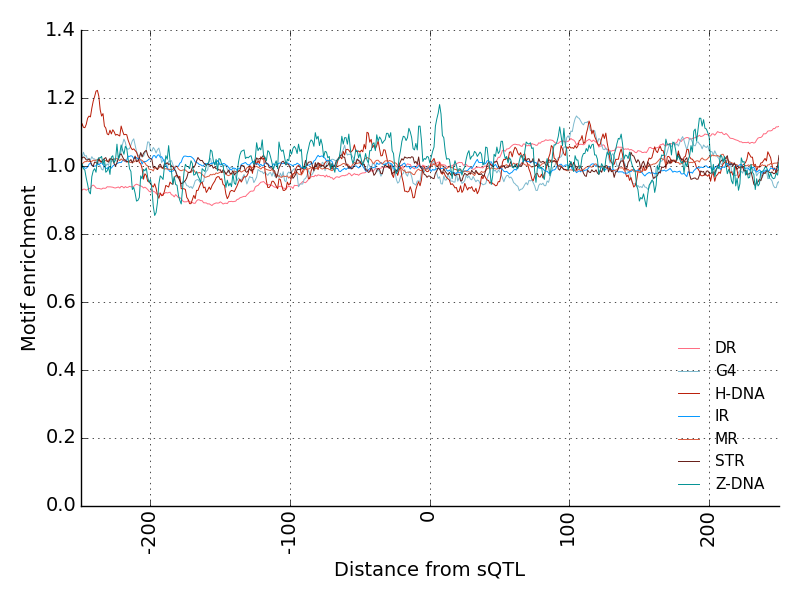 1.4
1.2
1.0
0.8
0.6
0.4
0.2
0.0
Motif enrichment
-200
-100
0
100
200
Distance from sQTL
DR
G4
H-DNA
IR
MR
STR
Z-DNA